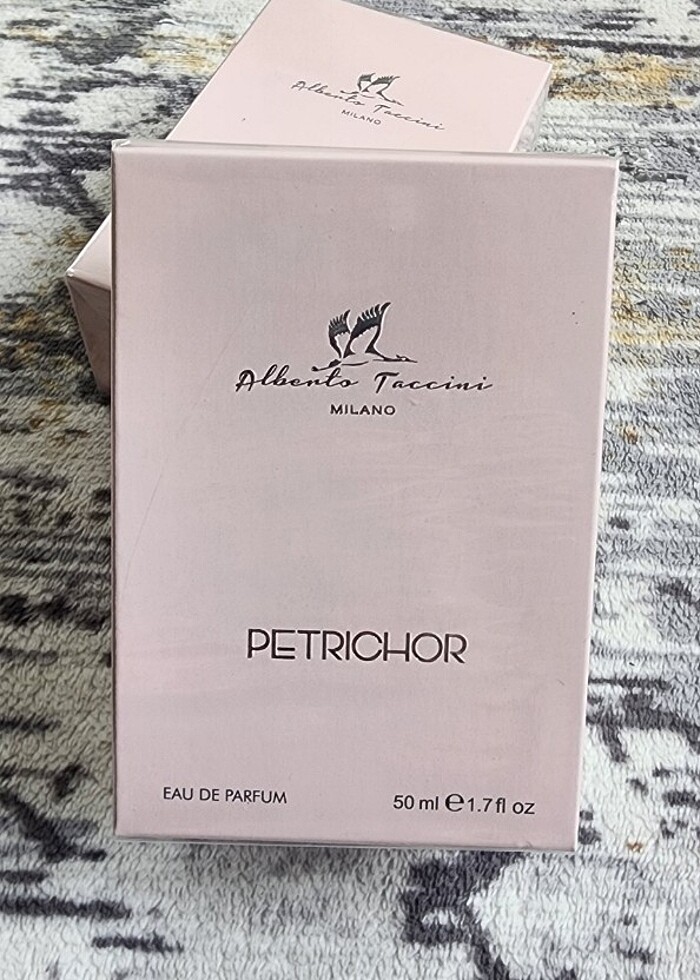 Alberto Taccini
MILANO
Alberto Taccini
MILANO
PETRICHOR
EAU DE PARFUM
50 ml ℮ 1.7 fl oz